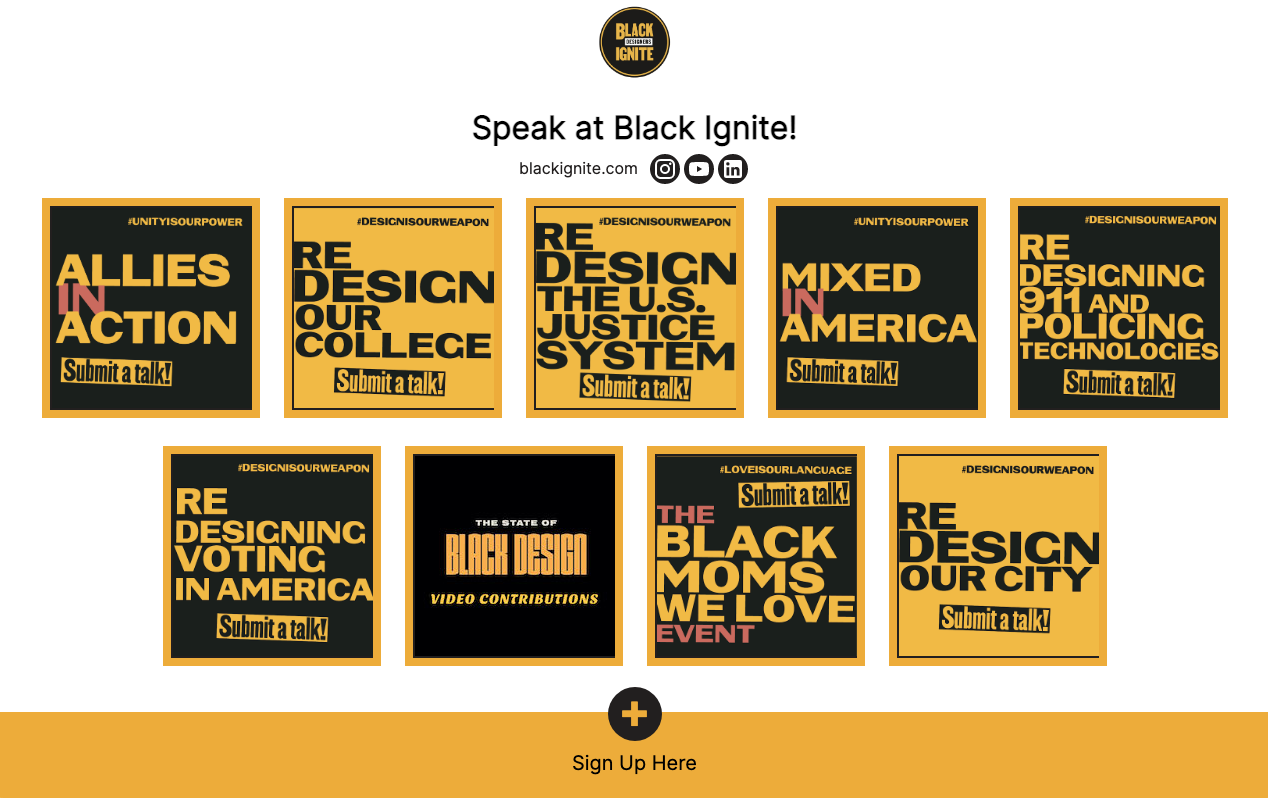 BLACK
DESIGNERS
IGNITE
Speak at Black Ignite!
blackignite.com
#UNITYISOURPOWER
ALLIES
IN
ACTION
Submit a talk!
#DESIGNISOURWEAPON
RE
DESIGN
OUR
COLLEGE
Submit a talk!
#DESIGNISOURWEAPON
RE
DESIGN
THE U.S.
JUSTICE
SYSTEM
Submit a talk!
#UNITYISOURPOWER
MIXED
IN
AMERICA
Submit a talk!
#DESIGNISOURWEAPON
RE
DESIGNING
911 AND
POLICING
TECHNOLOGIES
Submit a talk!
#DESIGNISOURWEAPON
RE
DESIGNING
VOTING
IN AMERICA
Submit a talk!
THE STATE OF
BLACK DESIGN
VIDEO CONTRIBUTIONS
#LOVEISOURLANGUAGE
Submit a talk!
THE
BLACK
MOMS
WE LOVE
EVENT
#DESIGNISOURWEAPON
RE
DESIGN
OUR CITY
Submit a talk!
Sign Up Here